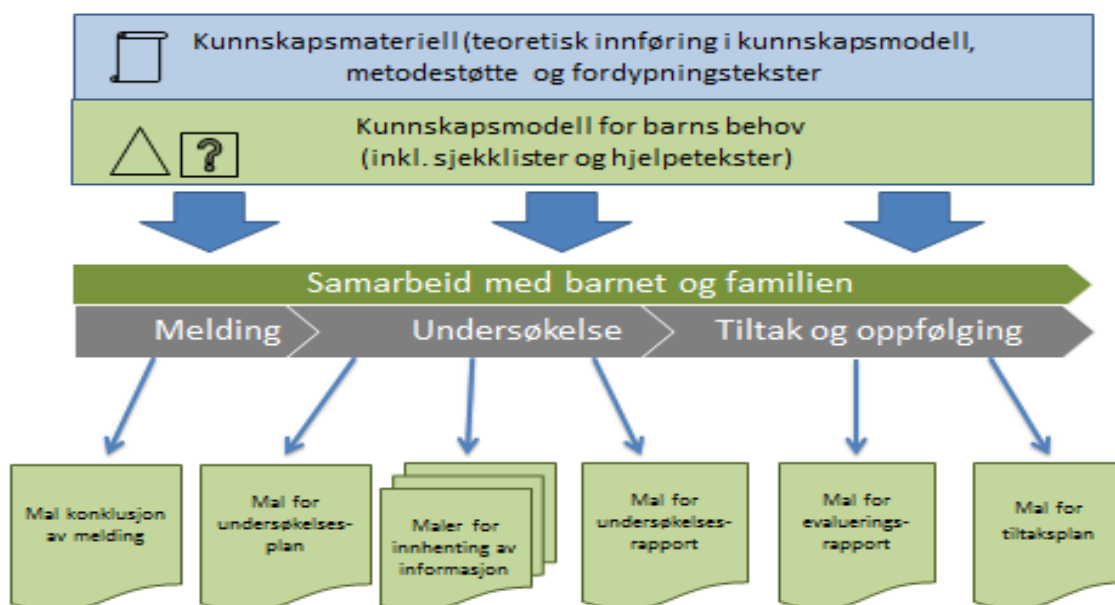 Kunnskapsmateriell (teoretisk innføring i kunnskapsmodell,
metodestøtte og fordypningstekster
Kunnskapsmodell for barns behov
(inkl. sjekklister og hjelpetekster)
?
Samarbeid med barnet og familien
Melding
Undersøkelse
Tiltak og oppfølging
Mal konklusjon
av melding
Mal for
undersøkelses-
plan
Maler for
innhenting av
informasjon
Mal for
undersøkelses-
rapport
Mal for
evaluerings-
rapport
Mal for
tiltaksplan